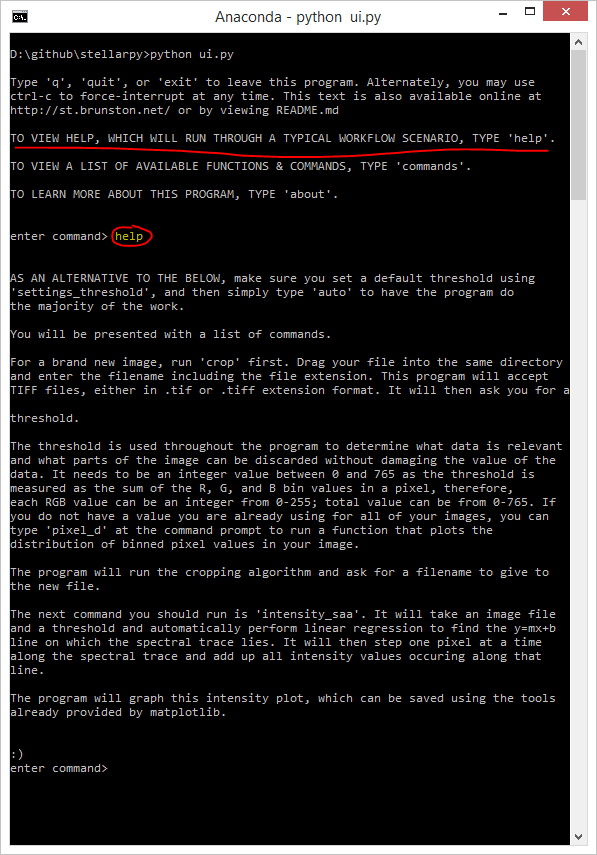 Anaconda - python  ui.py
D:\github\stellarpy>python ui.py
Type 'q', 'quit', or 'exit' to leave this program. Alternately, you may use
ctrl-c to force-interrupt at any time. This text is also available online at
http://st.brunston.net/ or by viewing README.md
TO VIEW HELP, WHICH WILL RUN THROUGH A TYPICAL WORKFLOW SCENARIO, TYPE 'help'.
TO VIEW A LIST OF AVAILABLE FUNCTIONS & COMMANDS, TYPE 'commands'.
TO LEARN MORE ABOUT THIS PROGRAM, TYPE 'about'.
enter command> help
AS AN ALTERNATIVE TO THE BELOW, make sure you set a default threshold using
'settings_threshold', and then simply type 'auto' to have the program do
the majority of the work.
You will be presented with a list of commands.
For a brand new image, run 'crop' first. Drag your file into the same directory
and enter the filename including the file extension. This program will accept
TIFF files, either in .tif or .tiff extension format. It will then ask you for a
threshold.
The threshold is used throughout the program to determine what data is relevant
and what parts of the image can be discarded without damaging the value of the
data. It needs to be an integer value between 0 and 765 as the threshold is
measured as the sum of the R, G, and B bin values in a pixel, therefore,
each RGB value can be an integer from 0-255; total value can be from 0-765. If
you do not have a value you are already using for all of your images, you can
type 'pixel_d' at the command prompt to run a function that plots the
distribution of binned pixel values in your image.
The program will run the cropping algorithm and ask for a filename to give to
the new file.
The next command you should run is 'intensity_saa'. It will take an image file
and a threshold and automatically perform linear regression to find the y=mx+b
line on which the spectral trace lies. It will then step one pixel at a time
along the spectral trace and add up all intensity values occuring along that
line.
The program will graph this intensity plot, which can be saved using the tools
already provided by matplotlib.
:)
enter command>